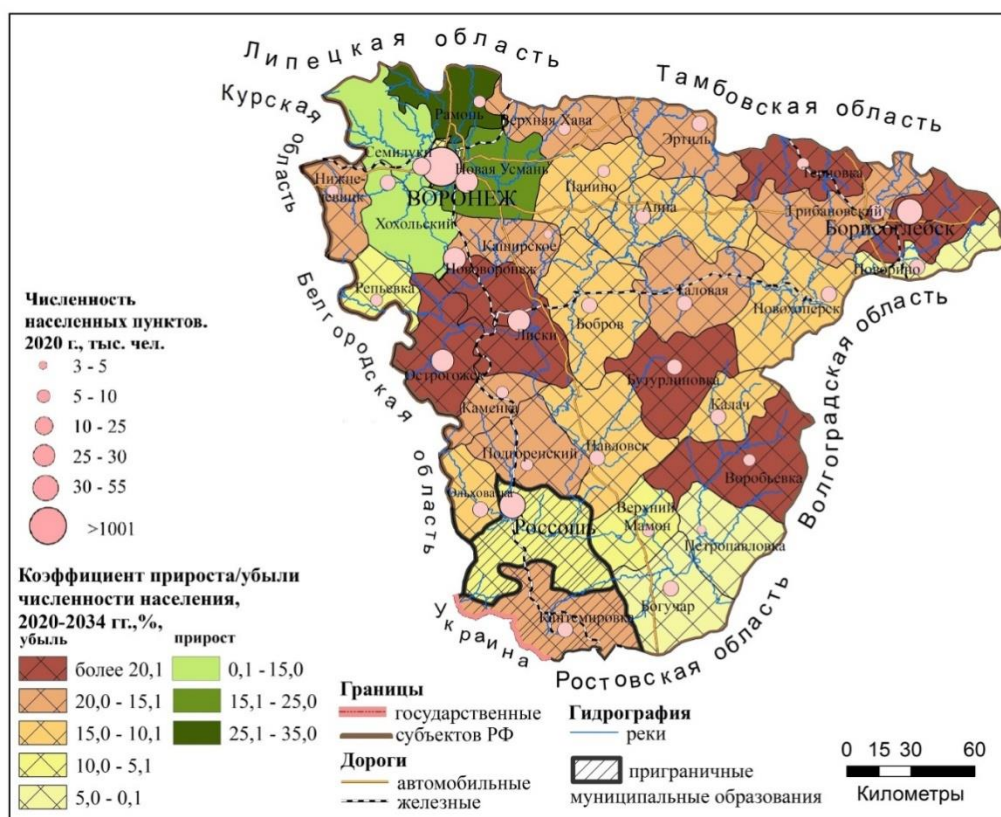 Липецкая область
Тамбовская область
Курская область
Рамонь
Верхняя Хава
Эртиль
Семилуки
Новая Усмань
Терновка
Нижне-
девицк
ВОРОНЕЖ
Панино
Анна
Грибановский
Борисоглебск
Хохольский
Каширское
Нововоронеж
Поворино
Репьевка
Таловая
Новохоперск
Бобров
Лиски
Белгородская область
Волгоградская область
Острогожск
Бутурлиновка
Каменка
Калач
Подгоренский
Павловск
Воробьевка
Ольховатка
Россошь
Верхний
Мамон
Петропавловка
Богучар
Кантемировка
Украина
Ростовская область
Численность
населенных пунктов.
2020 г., тыс. чел.
3 - 5
5 - 10
10 - 25
25 - 30
30 - 55
>1001
Коэффициент прироста/убыли
численности населения,
2020-2034 гг.,%,
убыль прирост
более 20,1 0,1 - 15,0
20,0 - 15,1 15,1 - 25,0
15,0 - 10,1 25,1 - 35,0
10,0 - 5,1
5,0 - 0,1
Границы
государственные
субъектов РФ
Дороги
автомобильные
железные
Гидрография
реки
приграничные
муниципальные образования
0 15 30 60
Километры